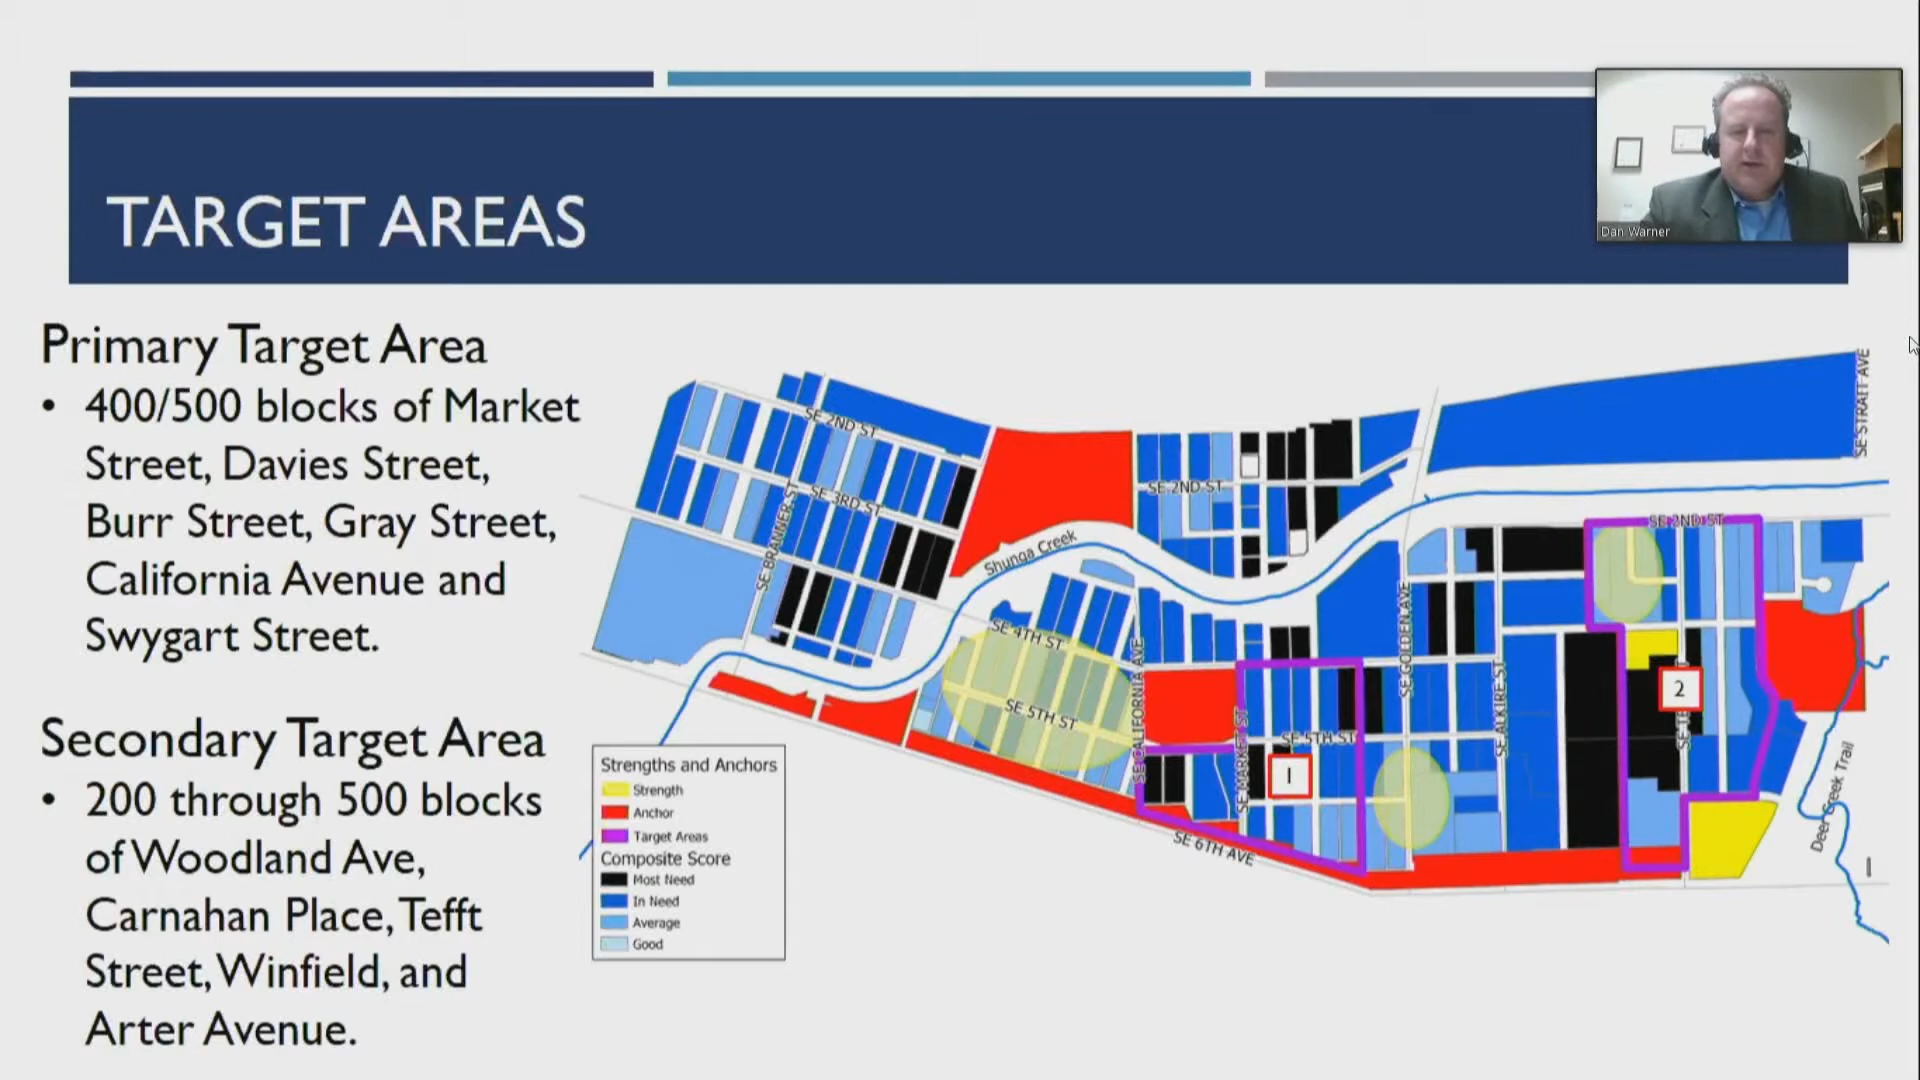 TARGET AREAS
Dan Warner
Primary Target Area
• 400/500 blocks of Market
Street, Davies Street,
Burr Street, Gray Street,
California Avenue and
Swygart Street.
Secondary Target Area
• 200 through 500 blocks
of Woodland Ave,
Carnahan Place, Tefft
Street, Winfield, and
Arter Avenue.
SE STRAIT AVE
SE 2ND ST
SE 3RD ST
SE BRANNER ST
SE 2ND ST
Shunga Creek
SE 2ND ST
SE 4TH ST
SE 5TH ST
SE CALIFORNIA AVE
SE MARKET ST
SE 5TH ST
SE GOLDEN AVE
SE ALKIRE ST
1
2
SE 6TH AVE
Deer Creek Trail
Strengths and Anchors
Strength
Anchor
Target Areas
Composite Score
Most Need
In Need
Average
Good